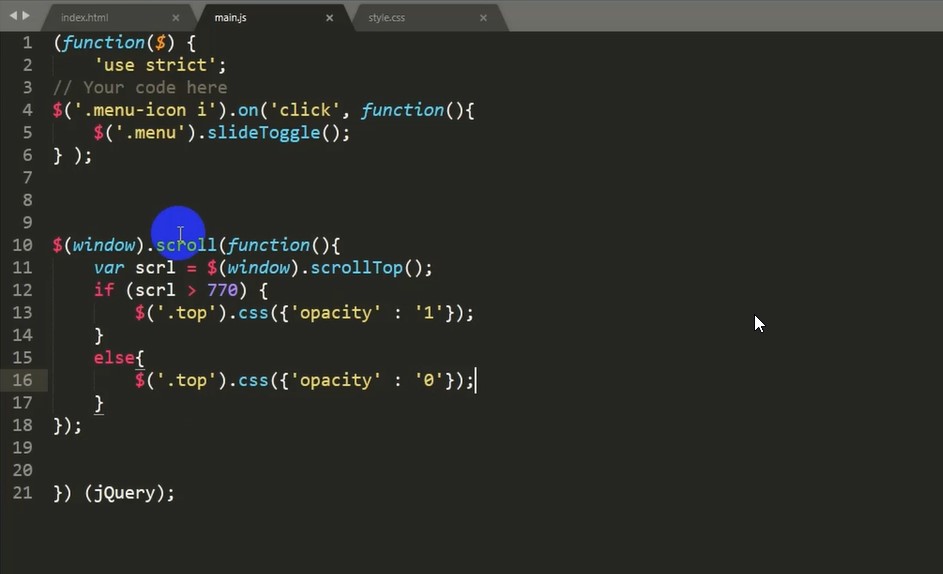 index.html × main.js × style.css ×
1 (function($) {
2 'use strict';
3 // Your code here
4 $('.menu-icon i').on('click', function(){
5 $('.menu').slideToggle();
6 } );
7
8
9
10 $(window).scroll(function(){
11 var scrl = $(window).scrollTop();
12 if (scrl > 770) {
13 $('.top').css({'opacity' : '1'});
14 }
15 else{
16 $('.top').css({'opacity' : '0'});
17 }
18 });
19
20
21 }) (jQuery);